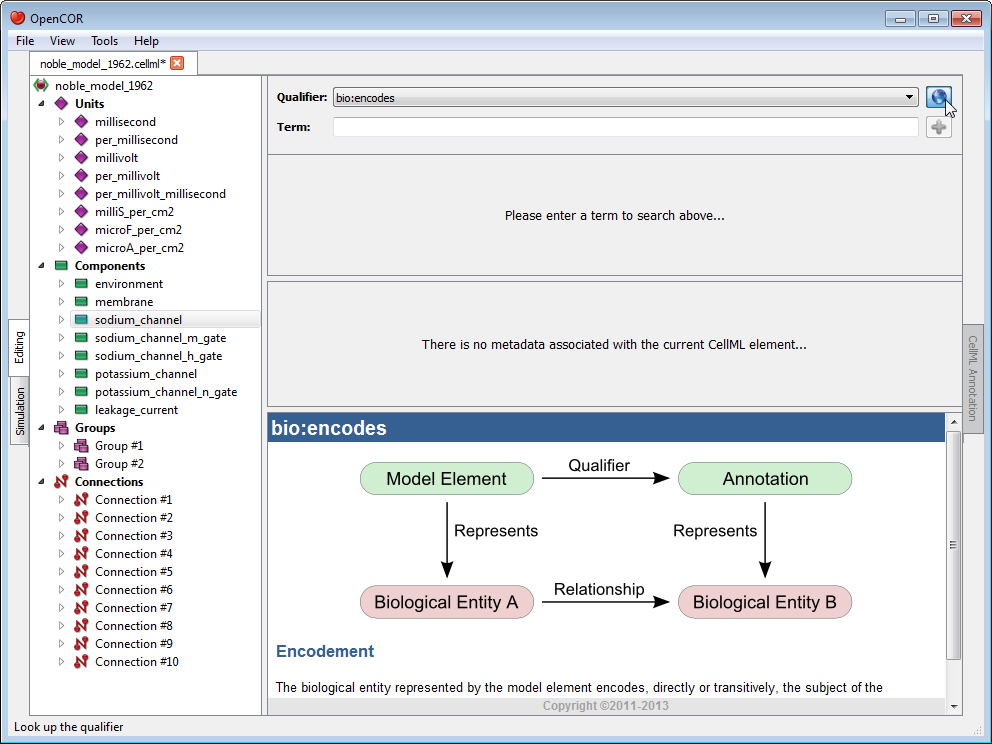 OpenCOR
File View Tools Help
noble_model_1962.cellml*
noble_model_1962
Units
millisecond
per_millisecond
millivolt
per_millivolt
per_millivolt_millisecond
milliS_per_cm2
microF_per_cm2
microA_per_cm2
Components
environment
membrane
sodium_channel
sodium_channel_m_gate
sodium_channel_h_gate
potassium_channel
potassium_channel_n_gate
leakage_current
Groups
Group #1
Group #2
Connections
Connection #1
Connection #2
Connection #3
Connection #4
Connection #5
Connection #6
Connection #7
Connection #8
Connection #9
Connection #10
Editing
Simulation
Qualifier: bio:encodes
Term:
Please enter a term to search above...
There is no metadata associated with the current CellML element...
CellML Annotation
bio:encodes
Model Element
Qualifier
Annotation
Represents
Represents
Biological Entity A
Relationship
Biological Entity B
Encodement
The biological entity represented by the model element encodes, directly or transitively, the subject of the
Copyright ©2011-2013
Look up the qualifier